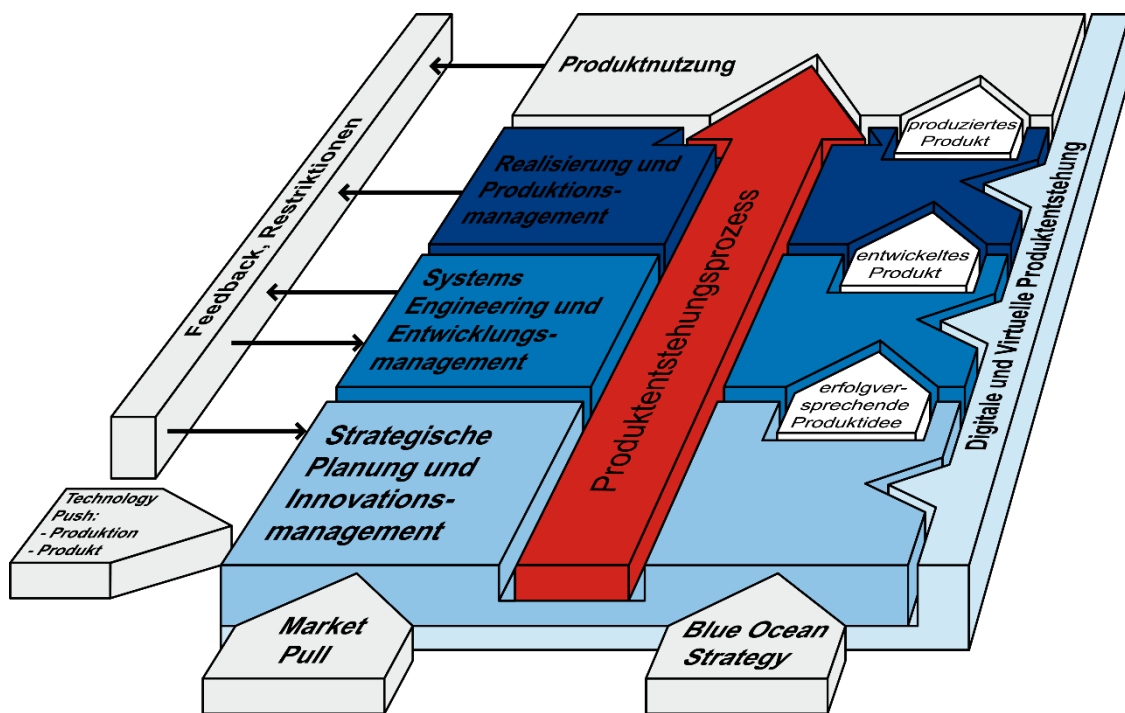 Produktnutzung
produziertes
Produkt
Feedback, Restriktionen
Realisierung und
Produktions-
management
Produktentstehungsprozess
Digitale und Virtuelle Produktentstehung
entwickeltes
Produkt
Systems
Engineering und
Entwicklungs-
management
erfolgver-
sprechende
Produktidee
Strategische
Planung und
Innovations-
management
Technology
Push:
- Produktion
- Produkt
Market
Pull
Blue Ocean
Strategy